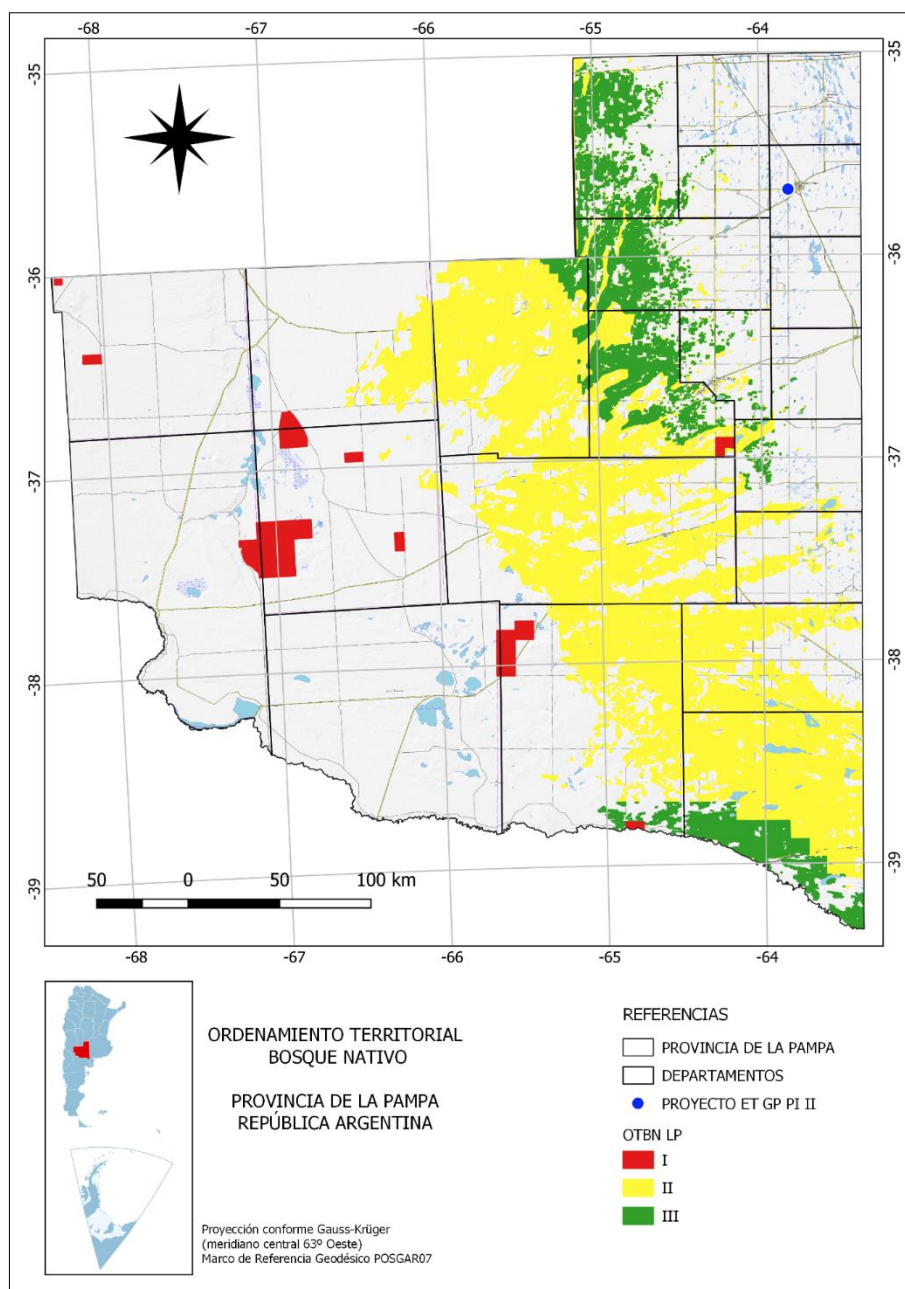 -68 -67 -66 -65 -64
-35 -35
-36 -36
-37 -37
-38 -38
-39 -39
50 0 50 100 km
-68 -67 -66 -65 -64
ORDENAMIENTO TERRITORIAL
BOSQUE NATIVO
PROVINCIA DE LA PAMPA
REPÚBLICA ARGENTINA
Proyección conforme Gauss-Krüger
(meridiano central 63º Oeste)
Marco de Referencia Geodésico POSGAR07
REFERENCIAS
PROVINCIA DE LA PAMPA
DEPARTAMENTOS
PROYECTO ET GP PI II
OTBN LP
I
II
III